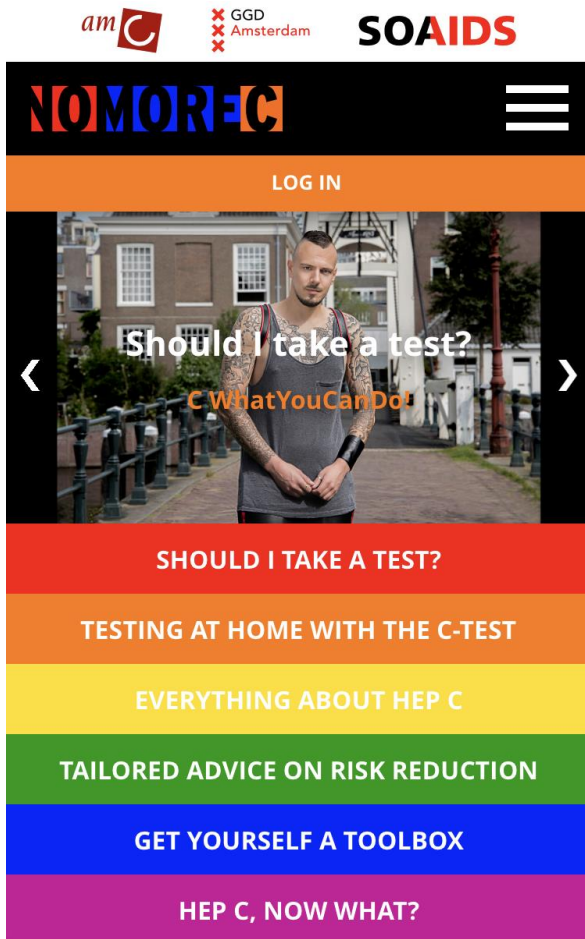 amC
GGD
Amsterdam
SOAIDS
NOMOREC
LOG IN
Should I take a test?
C WhatYouCanDo!
SHOULD I TAKE A TEST?
TESTING AT HOME WITH THE C-TEST
EVERYTHING ABOUT HEP C
TAILORED ADVICE ON RISK REDUCTION
GET YOURSELF A TOOLBOX
HEP C, NOW WHAT?